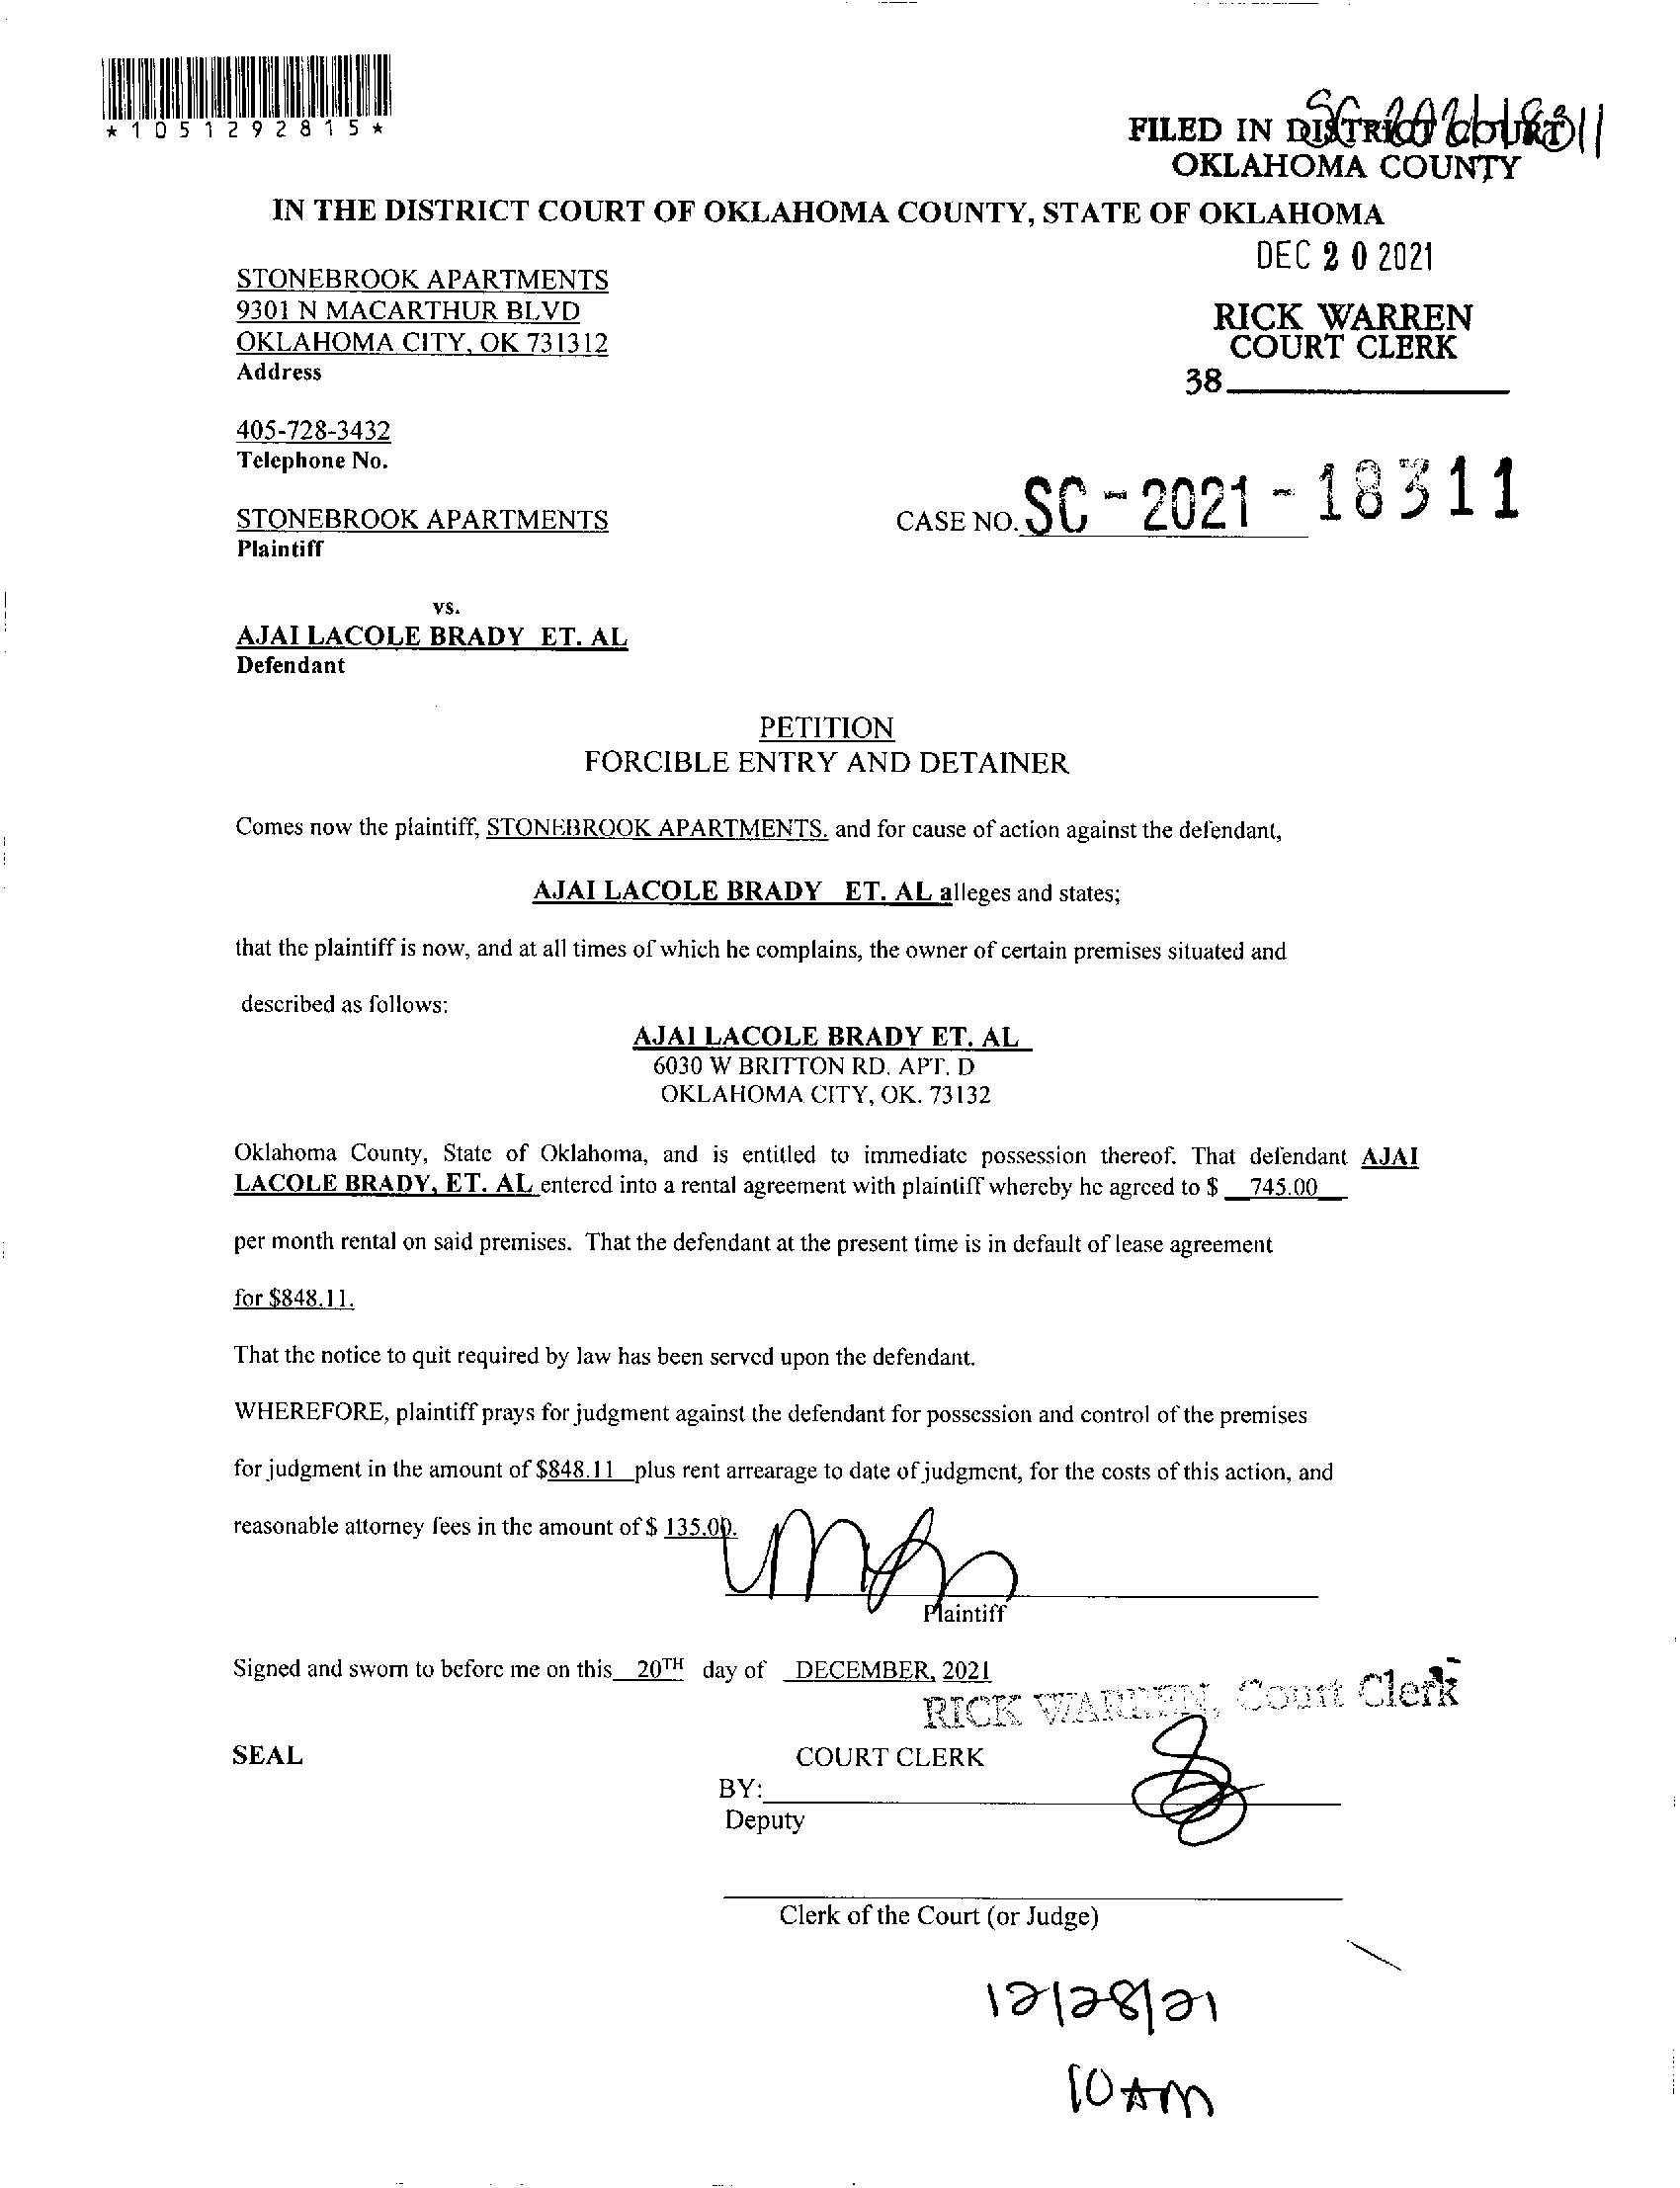 *1051292815*
SC-2021-18311
FILED IN DISTRICT COURT
OKLAHOMA COUNTY
IN THE DISTRICT COURT OF OKLAHOMA COUNTY, STATE OF OKLAHOMA
DEC 20 2021
STONEBROOK APARTMENTS
9301 N MACARTHUR BLVD
OKLAHOMA CITY, OK 731312
Address
RICK WARREN
COURT CLERK
38
405-728-3432
Telephone No.
STONEBROOK APARTMENTS
Plaintiff
CASE NO. SC-2021-18311
vs.
AJAI LACOLE BRADY ET. AL
Defendant
PETITION
FORCIBLE ENTRY AND DETAINER
Comes now the plaintiff, STONEBROOK APARTMENTS. and for cause of action against the defendant,
AJAI LACOLE BRADY ET. AL alleges and states;
that the plaintiff is now, and at all times of which he complains, the owner of certain premises situated and
described as follows:
AJAI LACOLE BRADY ET. AL
6030 W BRITTON RD. APT. D
OKLAHOMA CITY, OK. 73132
Oklahoma County, State of Oklahoma, and is entitled to immediate possession thereof. That defendant AJAI
LACOLE BRADY, ET. AL entered into a rental agreement with plaintiff whereby he agreed to $ 745.00
per month rental on said premises. That the defendant at the present time is in default of lease agreement
for $848.11.
That the notice to quit required by law has been served upon the defendant.
WHEREFORE, plaintiff prays for judgment against the defendant for possession and control of the premises
for judgment in the amount of $848.11 plus rent arrearage to date of judgment, for the costs of this action, and
reasonable attorney fees in the amount of $ 135.00.
Plaintiff
Signed and sworn to before me on this 20TH day of DECEMBER, 2021
RICK WARREN, Court Clerk
SEAL
COURT CLERK
BY:
Deputy
Clerk of the Court (or Judge)
12/28/21
10 AM